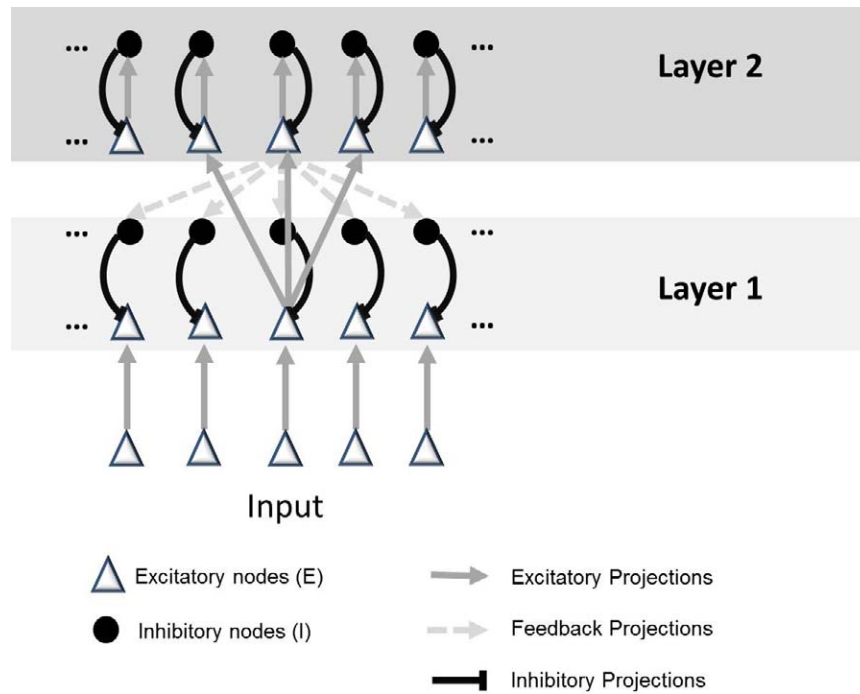 ... ...
Layer 2
... ...
... ...
Layer 1
... ...
Input
Excitatory nodes (E)
Excitatory Projections
Inhibitory nodes (I)
Feedback Projections
Inhibitory Projections